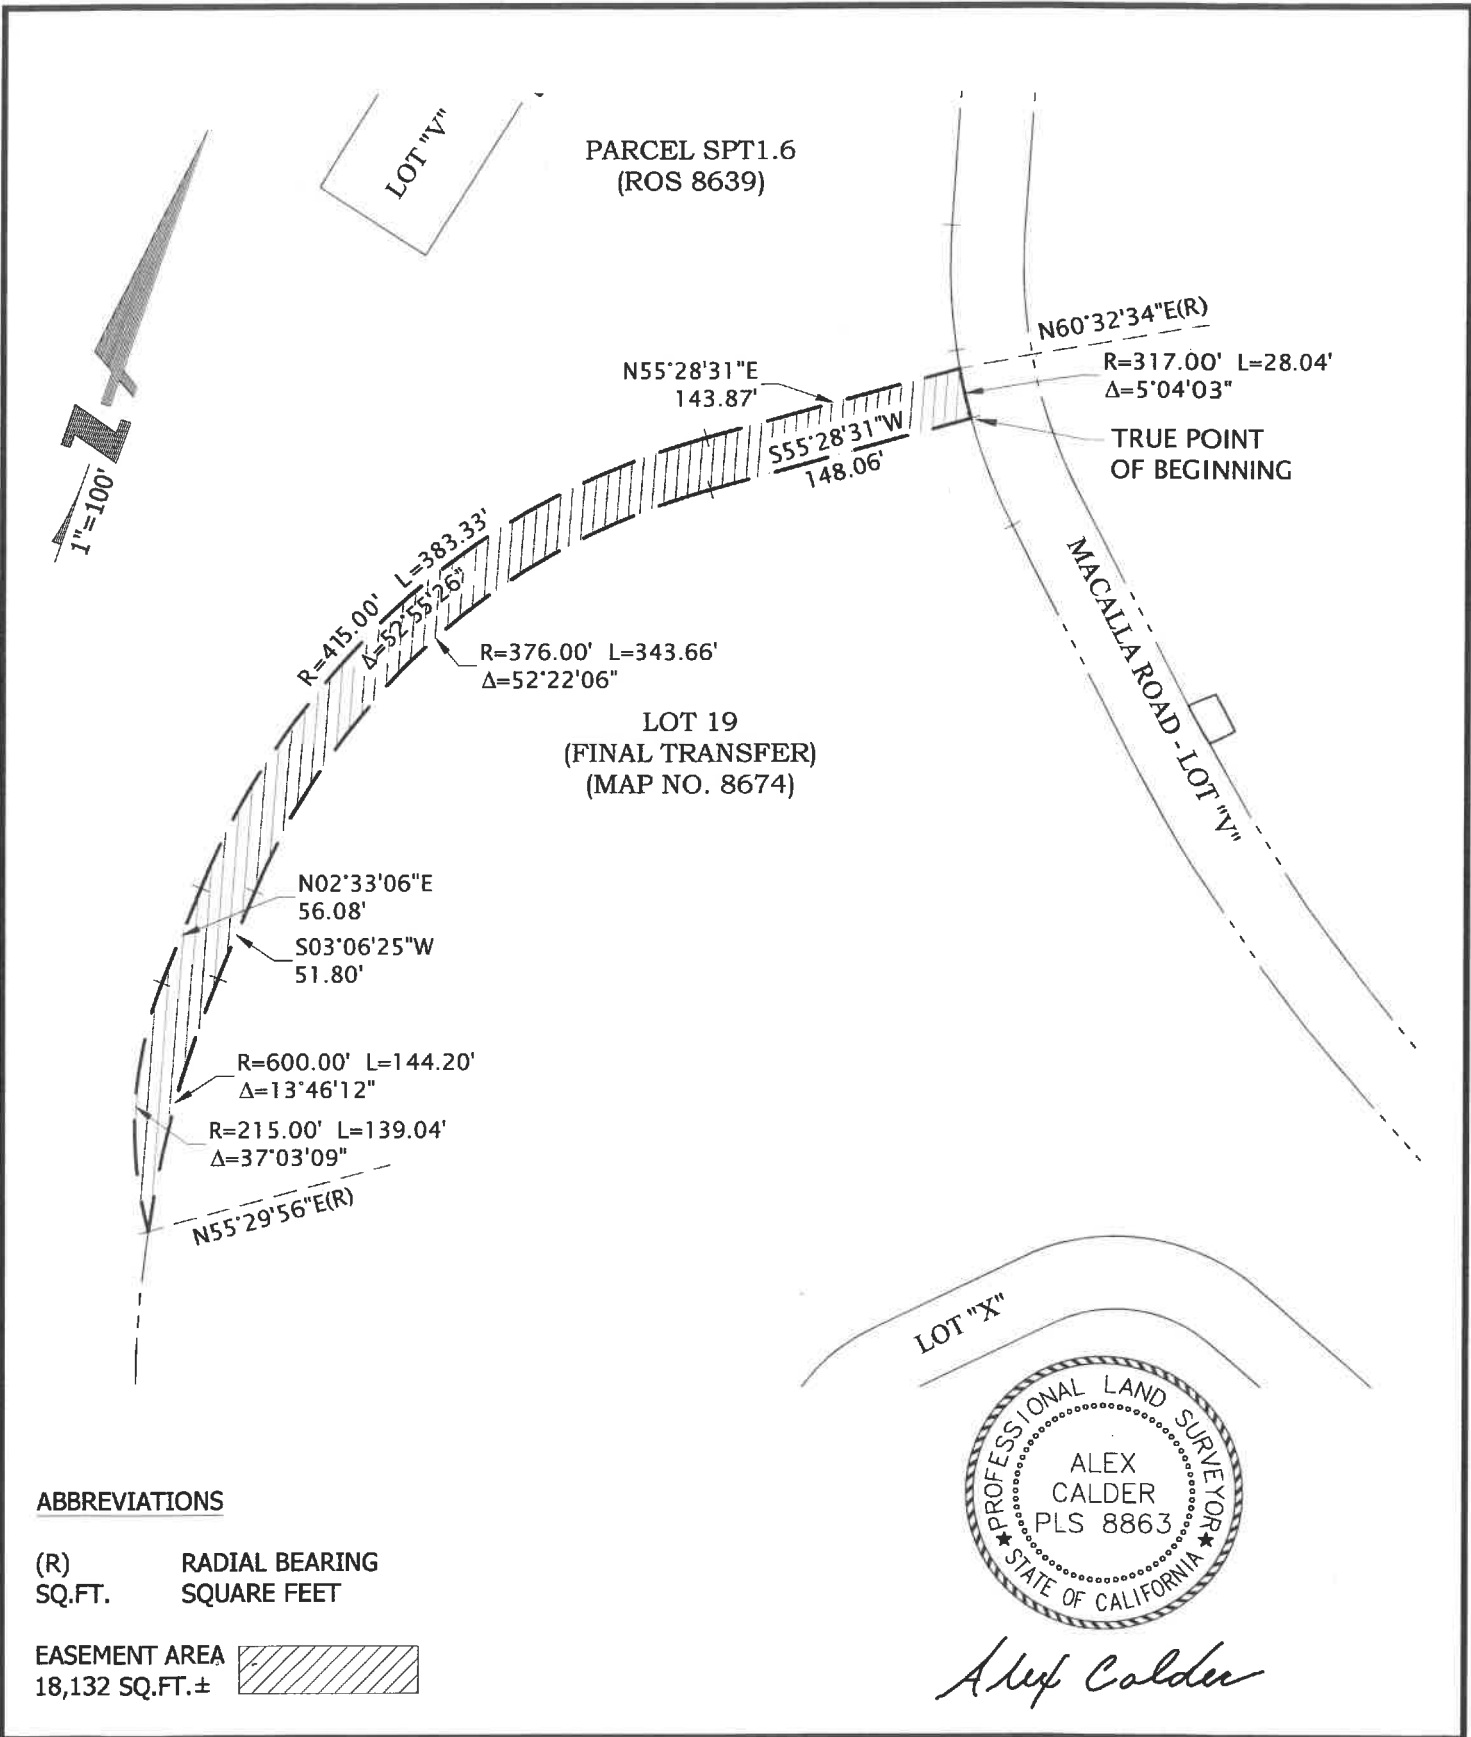 LOT "V"
PARCEL SPT1.6
(ROS 8639)
Z
1"=100'
N60°32'34"E(R)
R=317.00' L=28.04'
Δ=5°04'03"
N55°28'31"E
143.87'
S55°28'31"W
148.06'
TRUE POINT
OF BEGINNING
R=415.00' L=383.33'
Δ=52°55'26"
R=376.00' L=343.66'
Δ=52°22'06"
MACALLA ROAD - LOT "V"
LOT 19
(FINAL TRANSFER)
(MAP NO. 8674)
N02°33'06"E
56.08'
S03°06'25"W
51.80'
R=600.00' L=144.20'
Δ=13°46'12"
R=215.00' L=139.04'
Δ=37°03'09"
N55°29'56"E(R)
LOT "X"
PROFESSIONAL LAND SURVEYOR
ALEX
CALDER
PLS 8863
STATE OF CALIFORNIA
Alex Calder
ABBREVIATIONS
(R) RADIAL BEARING
SQ.FT. SQUARE FEET
EASEMENT AREA
18,132 SQ.FT.±